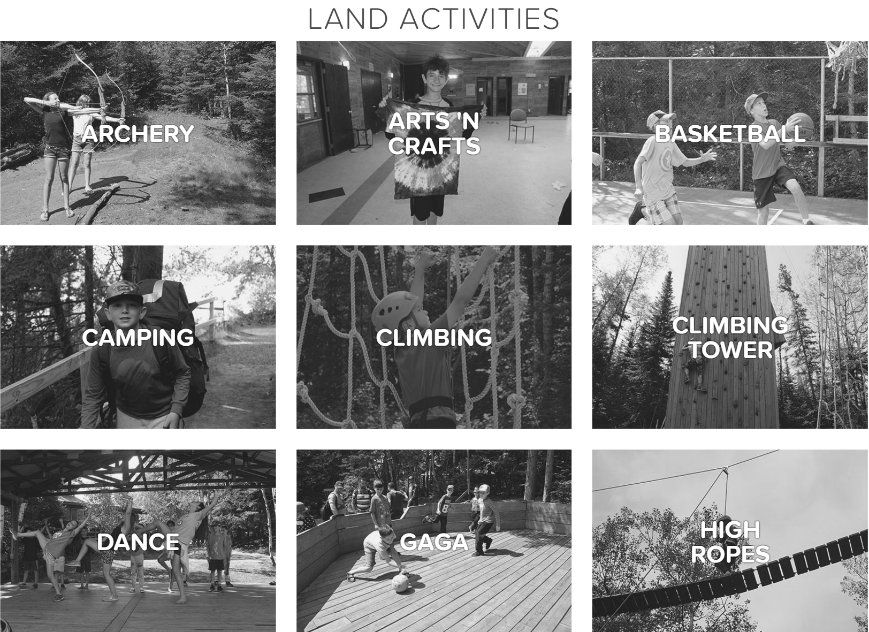 LAND ACTIVITIES
ARCHERY
ARTS 'N
CRAFTS
BASKETBALL
CAMPING
CLIMBING
CLIMBING
TOWER
DANCE
GAGA
HIGH
ROPES